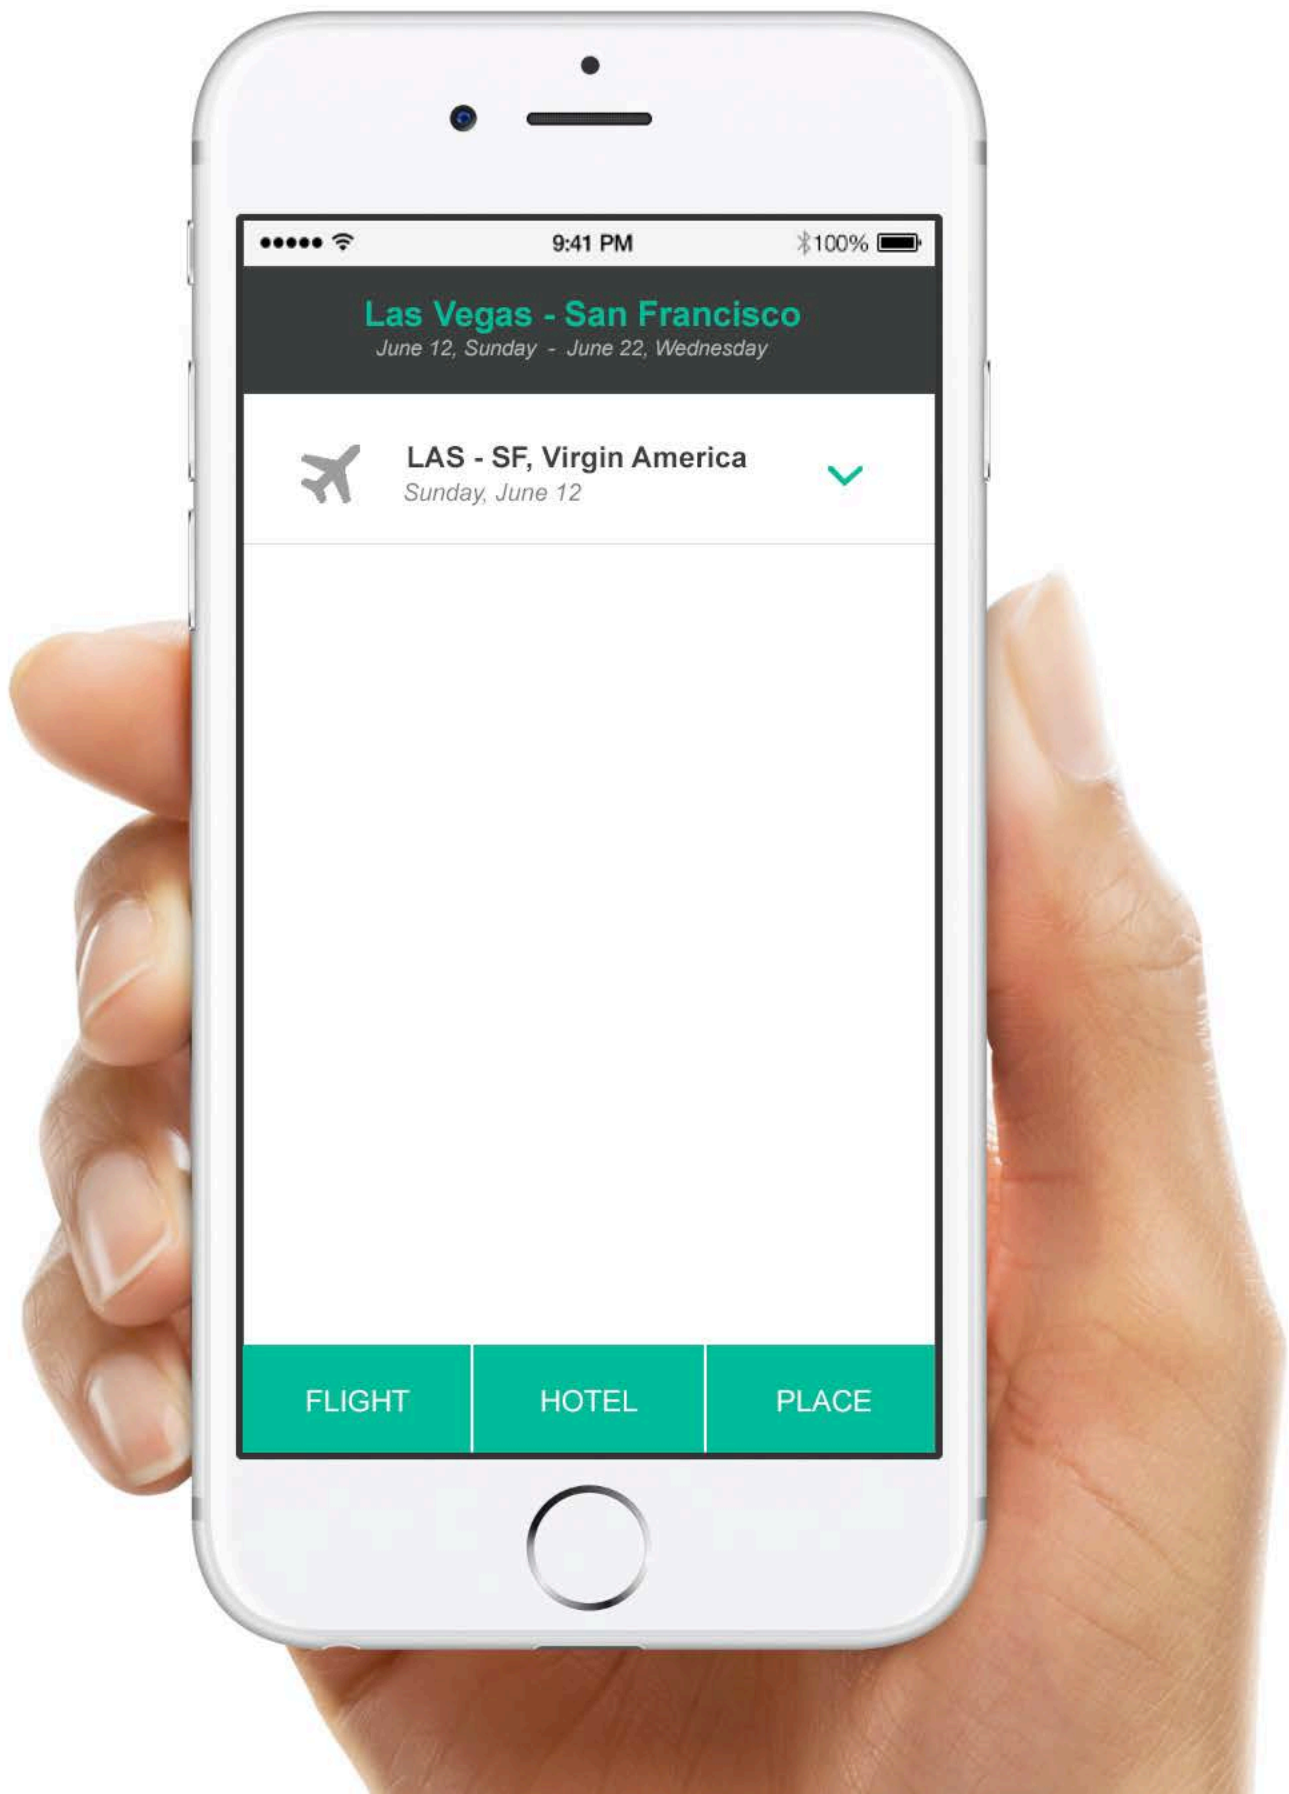 9:41 PM
100%
Las Vegas - San Francisco
June 12, Sunday - June 22, Wednesday
LAS - SF, Virgin America
Sunday, June 12
FLIGHT
HOTEL
PLACE